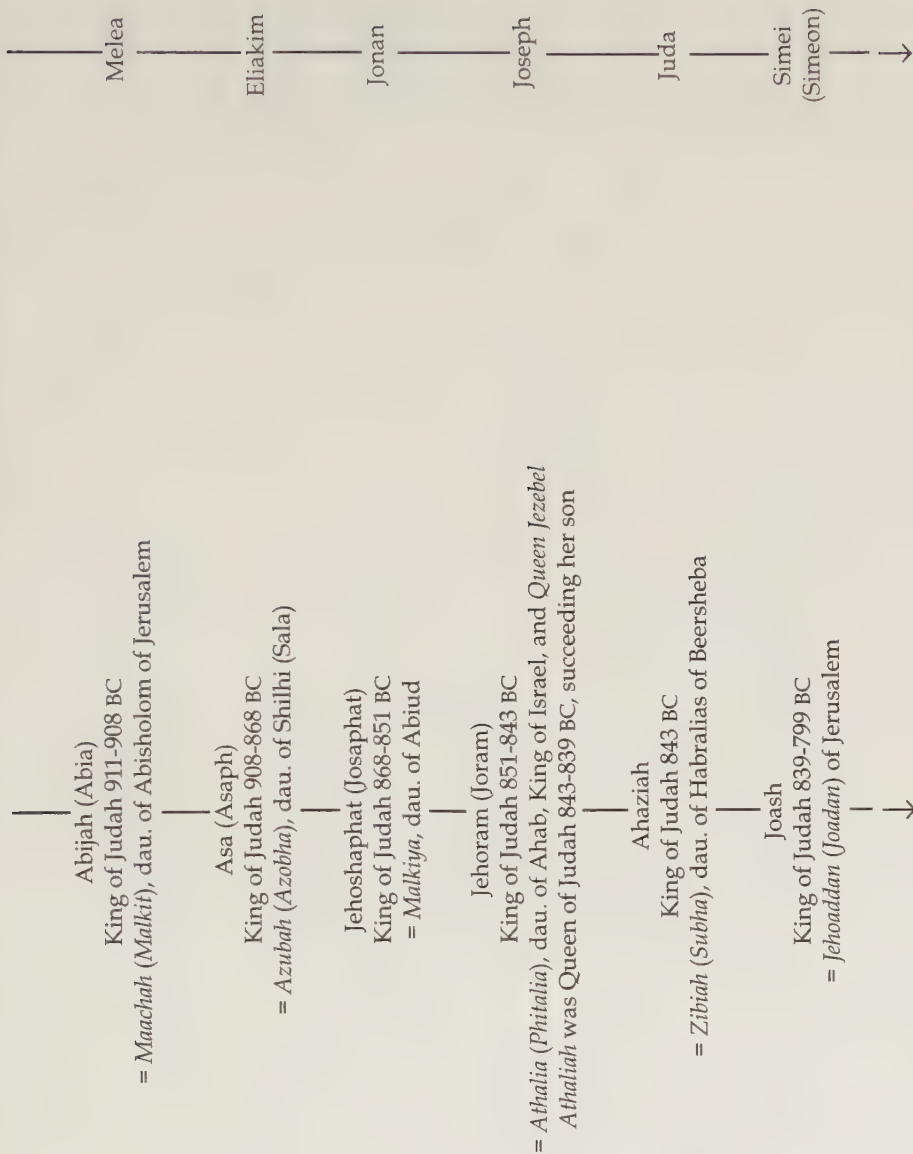 Abijah (Abia)
King of Judah 911-908 BC
= Maachah (Malkit), dau. of Abisholom of Jerusalem
Asa (Asaph)
King of Judah 908-868 BC
= Azubah (Azobha), dau. of Shilhi (Sala)
Jehoshaphat (Josaphat)
King of Judah 868-851 BC
= Malkiya, dau. of Abiud
Jehoram (Joram)
King of Judah 851-843 BC
= Athalia (Phitalia), dau. of Ahab, King of Israel, and Queen Jezebel
Athaliah was Queen of Judah 843-839 BC, succeeding her son
Ahaziah
King of Judah 843 BC
= Zibiah (Subha), dau. of Habralias of Beersheba
Joash
King of Judah 839-799 BC
= Jehoaddan (Joadan) of Jerusalem
Melea
Eliakim
Jonan
Joseph
Juda
Simei
(Simeon)